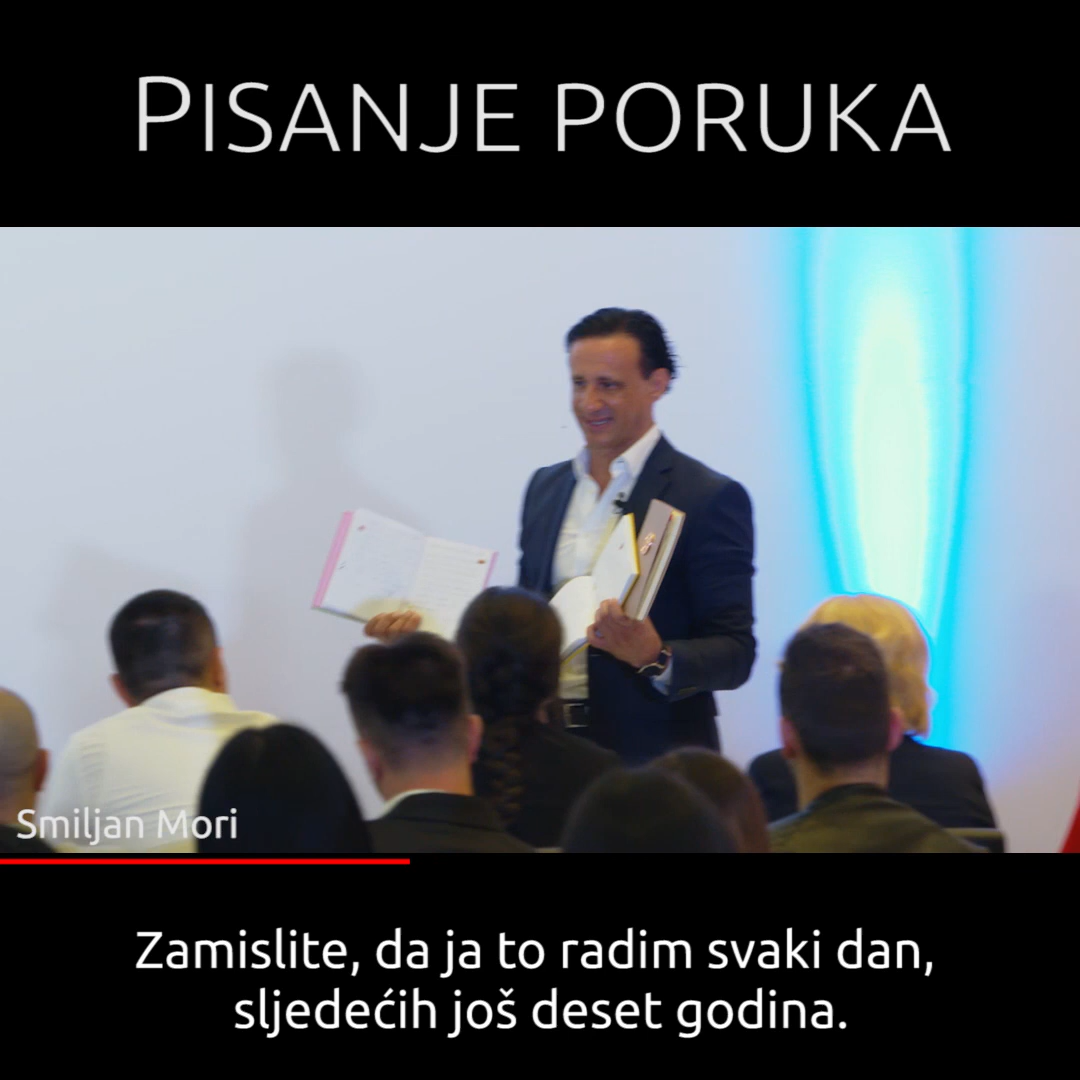 PISANJE PORUKA
Smiljan Mori
Zamislite, da ja to radim svaki dan,
sljedećih još deset godina.